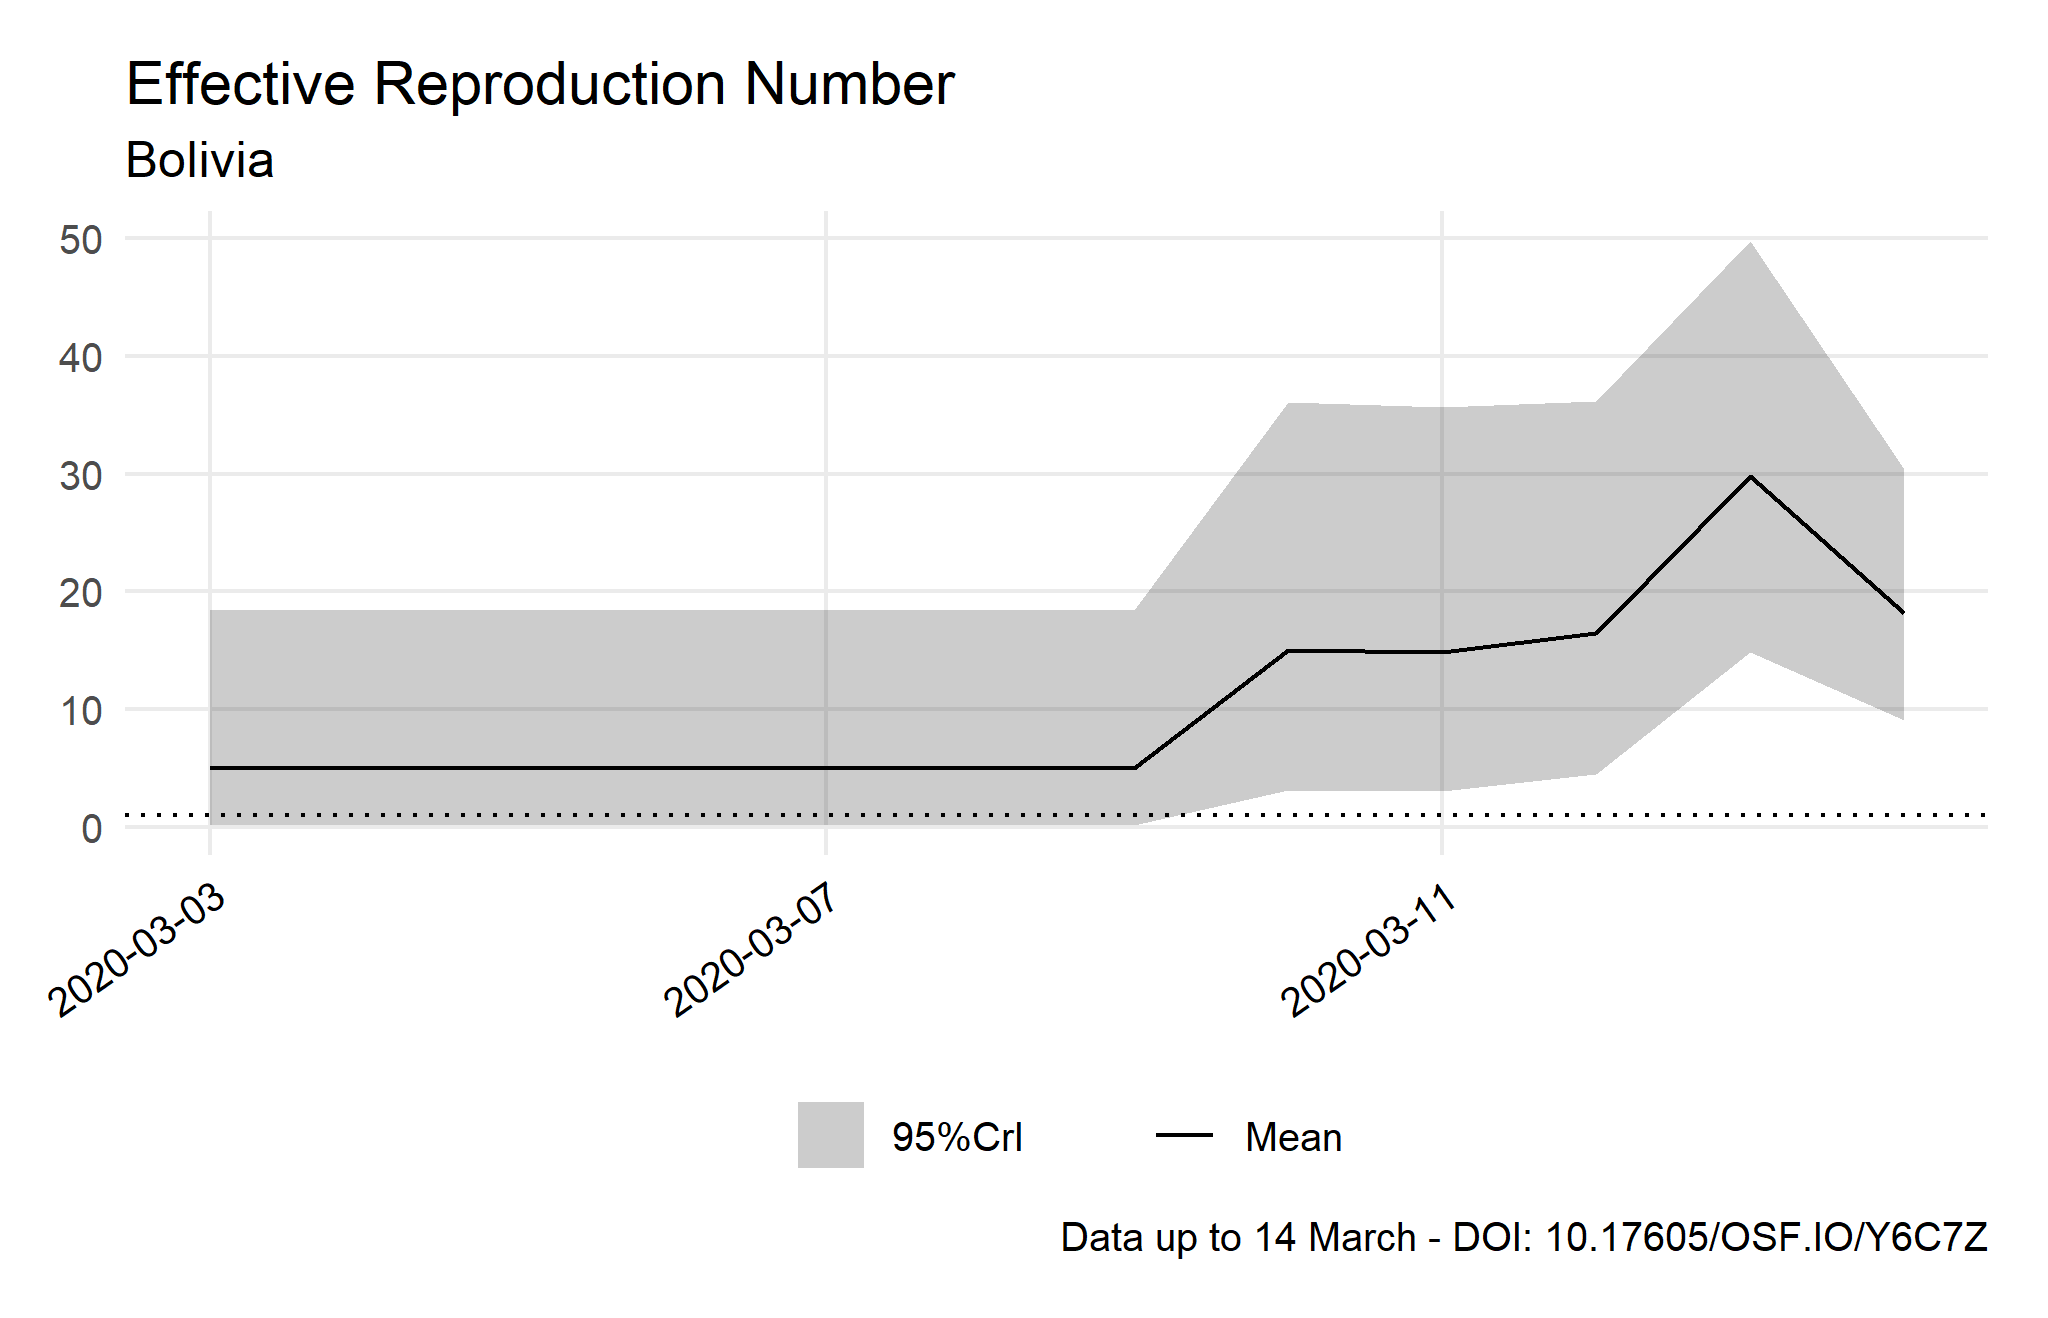 Effective Reproduction Number
Bolivia
50
40
30
20
10
0
2020-03-03
2020-03-07
2020-03-11
95%CrI
Mean
Data up to 14 March - DOI: 10.17605/OSF.IO/Y6C7Z